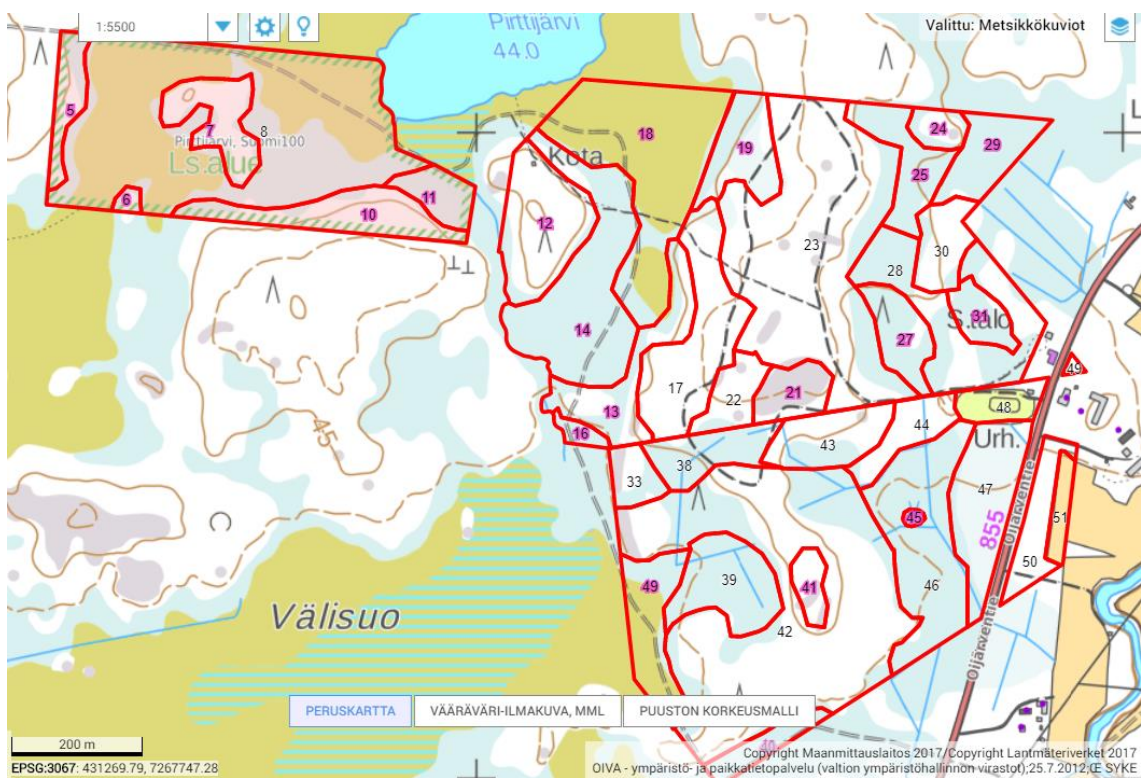 1:5500
Valittu: Metsikkökuviot
Pirttijärvi
44.0
5
7
8
Pirttijärvi, Suomi100
Ls.alue
6
10
11
18
Kota
12
19
24
29
25
23
30
28
14
31
S.talo
27
49
17
22
21
13
48
16
43
44
Urh.
33
38
47
45
855
Oijärventie
51
50
45
49
39
41
46
42
Välisuo
Oijärventie
PERUSKARTTA
VÄÄRÄVÄRI-ILMAKUVA, MML
PUUSTON KORKEUSMALLI
200 m
40
Copyright Maanmittauslaitos 2017/Copyright Lantmäteriverket 2017
EPSG:3067: 431269.79, 7267747.28
OIVA - ympäristö- ja paikkatietopalvelu (valtion ympäristöhallinnon virastot);25.7.2012;Œ SYKE